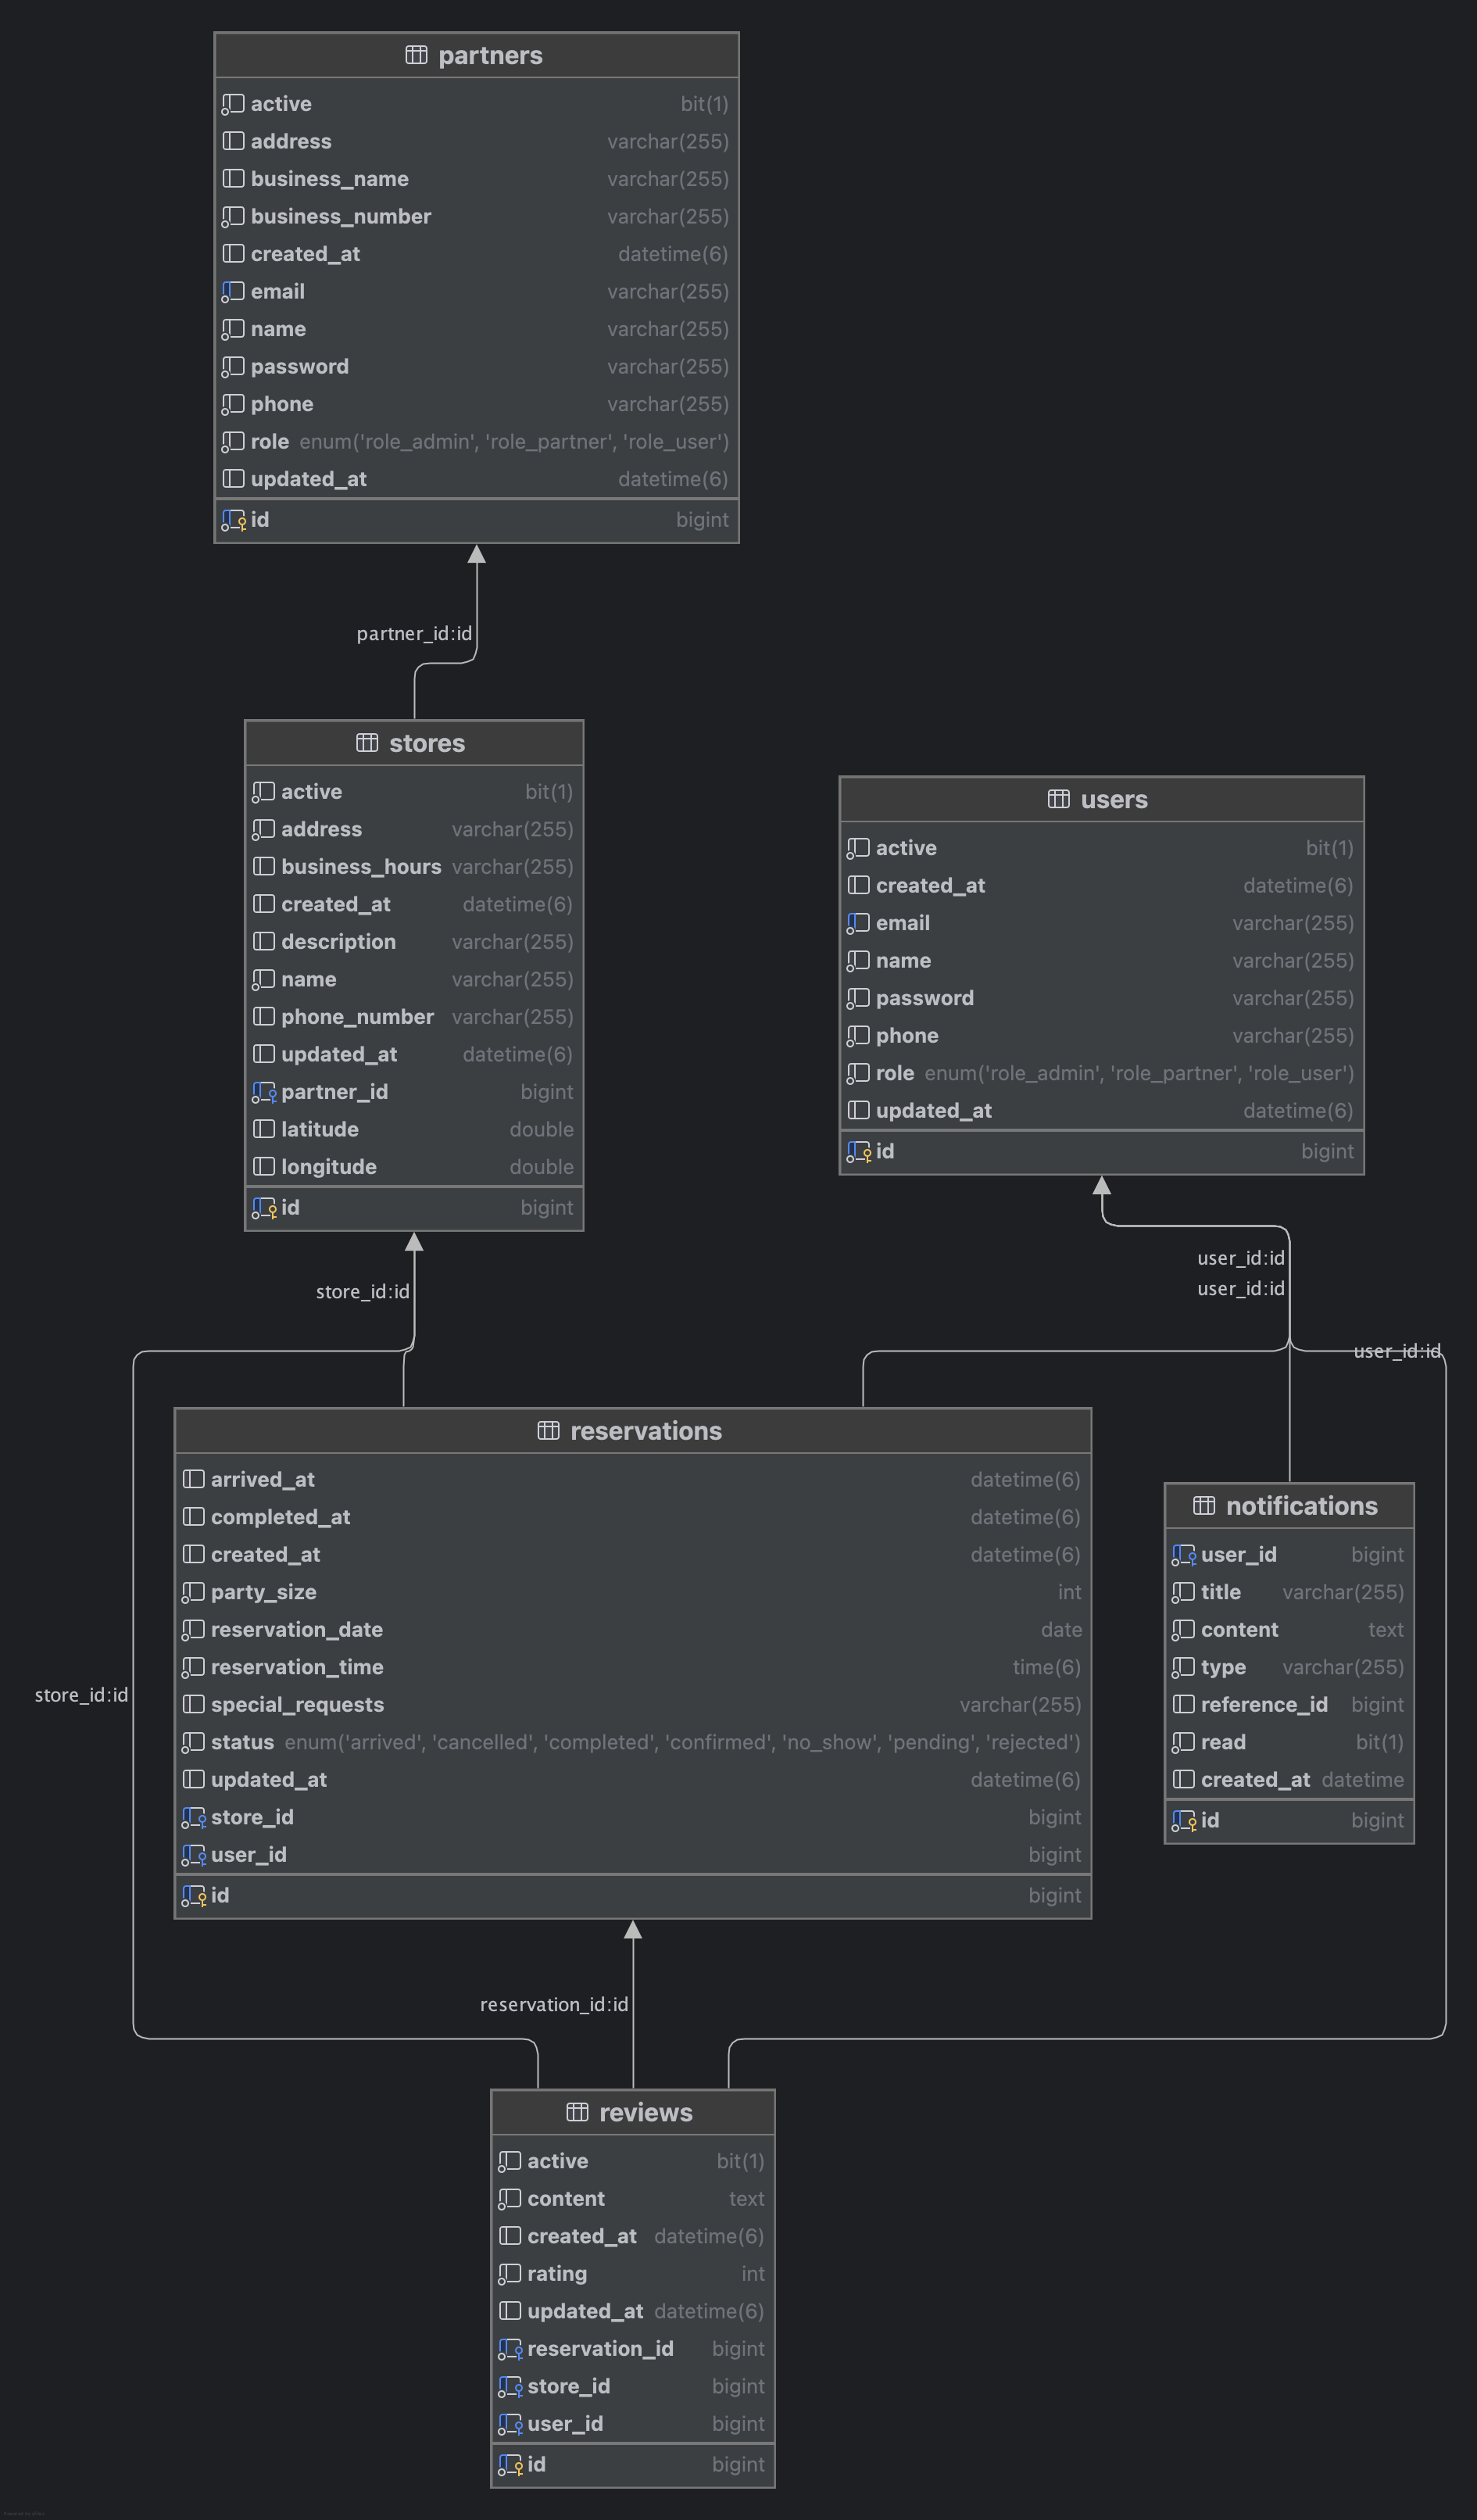 partners
active bit(1)
address varchar(255)
business_name varchar(255)
business_number varchar(255)
created_at datetime(6)
email varchar(255)
name varchar(255)
password varchar(255)
phone varchar(255)
role enum('role_admin', 'role_partner', 'role_user')
updated_at datetime(6)
id bigint
partner_id:id
stores
active bit(1)
address varchar(255)
business_hours varchar(255)
created_at datetime(6)
description varchar(255)
name varchar(255)
phone_number varchar(255)
updated_at datetime(6)
partner_id bigint
latitude double
longitude double
id bigint
users
active bit(1)
created_at datetime(6)
email varchar(255)
name varchar(255)
password varchar(255)
phone varchar(255)
role enum('role_admin', 'role_partner', 'role_user')
updated_at datetime(6)
id bigint
store_id:id
user_id:id
user_id:id
user_id:id
store_id:id
reservations
arrived_at datetime(6)
completed_at datetime(6)
created_at datetime(6)
party_size int
reservation_date date
reservation_time time(6)
special_requests varchar(255)
status enum('arrived', 'cancelled', 'completed', 'confirmed', 'no_show', 'pending', 'rejected')
updated_at datetime(6)
store_id bigint
user_id bigint
id bigint
notifications
user_id bigint
title varchar(255)
content text
type varchar(255)
reference_id bigint
read bit(1)
created_at datetime
id bigint
reservation_id:id
reviews
active bit(1)
content text
created_at datetime(6)
rating int
updated_at datetime(6)
reservation_id bigint
store_id bigint
user_id bigint
id bigint